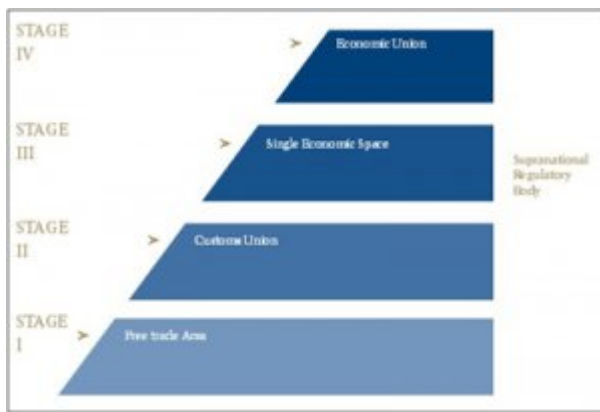 STAGE
IV
Economic Union
STAGE
III
Single Economic Space
Supranational
Regulatory
Body
STAGE
II
Customs Union
STAGE
I
Free trade Area